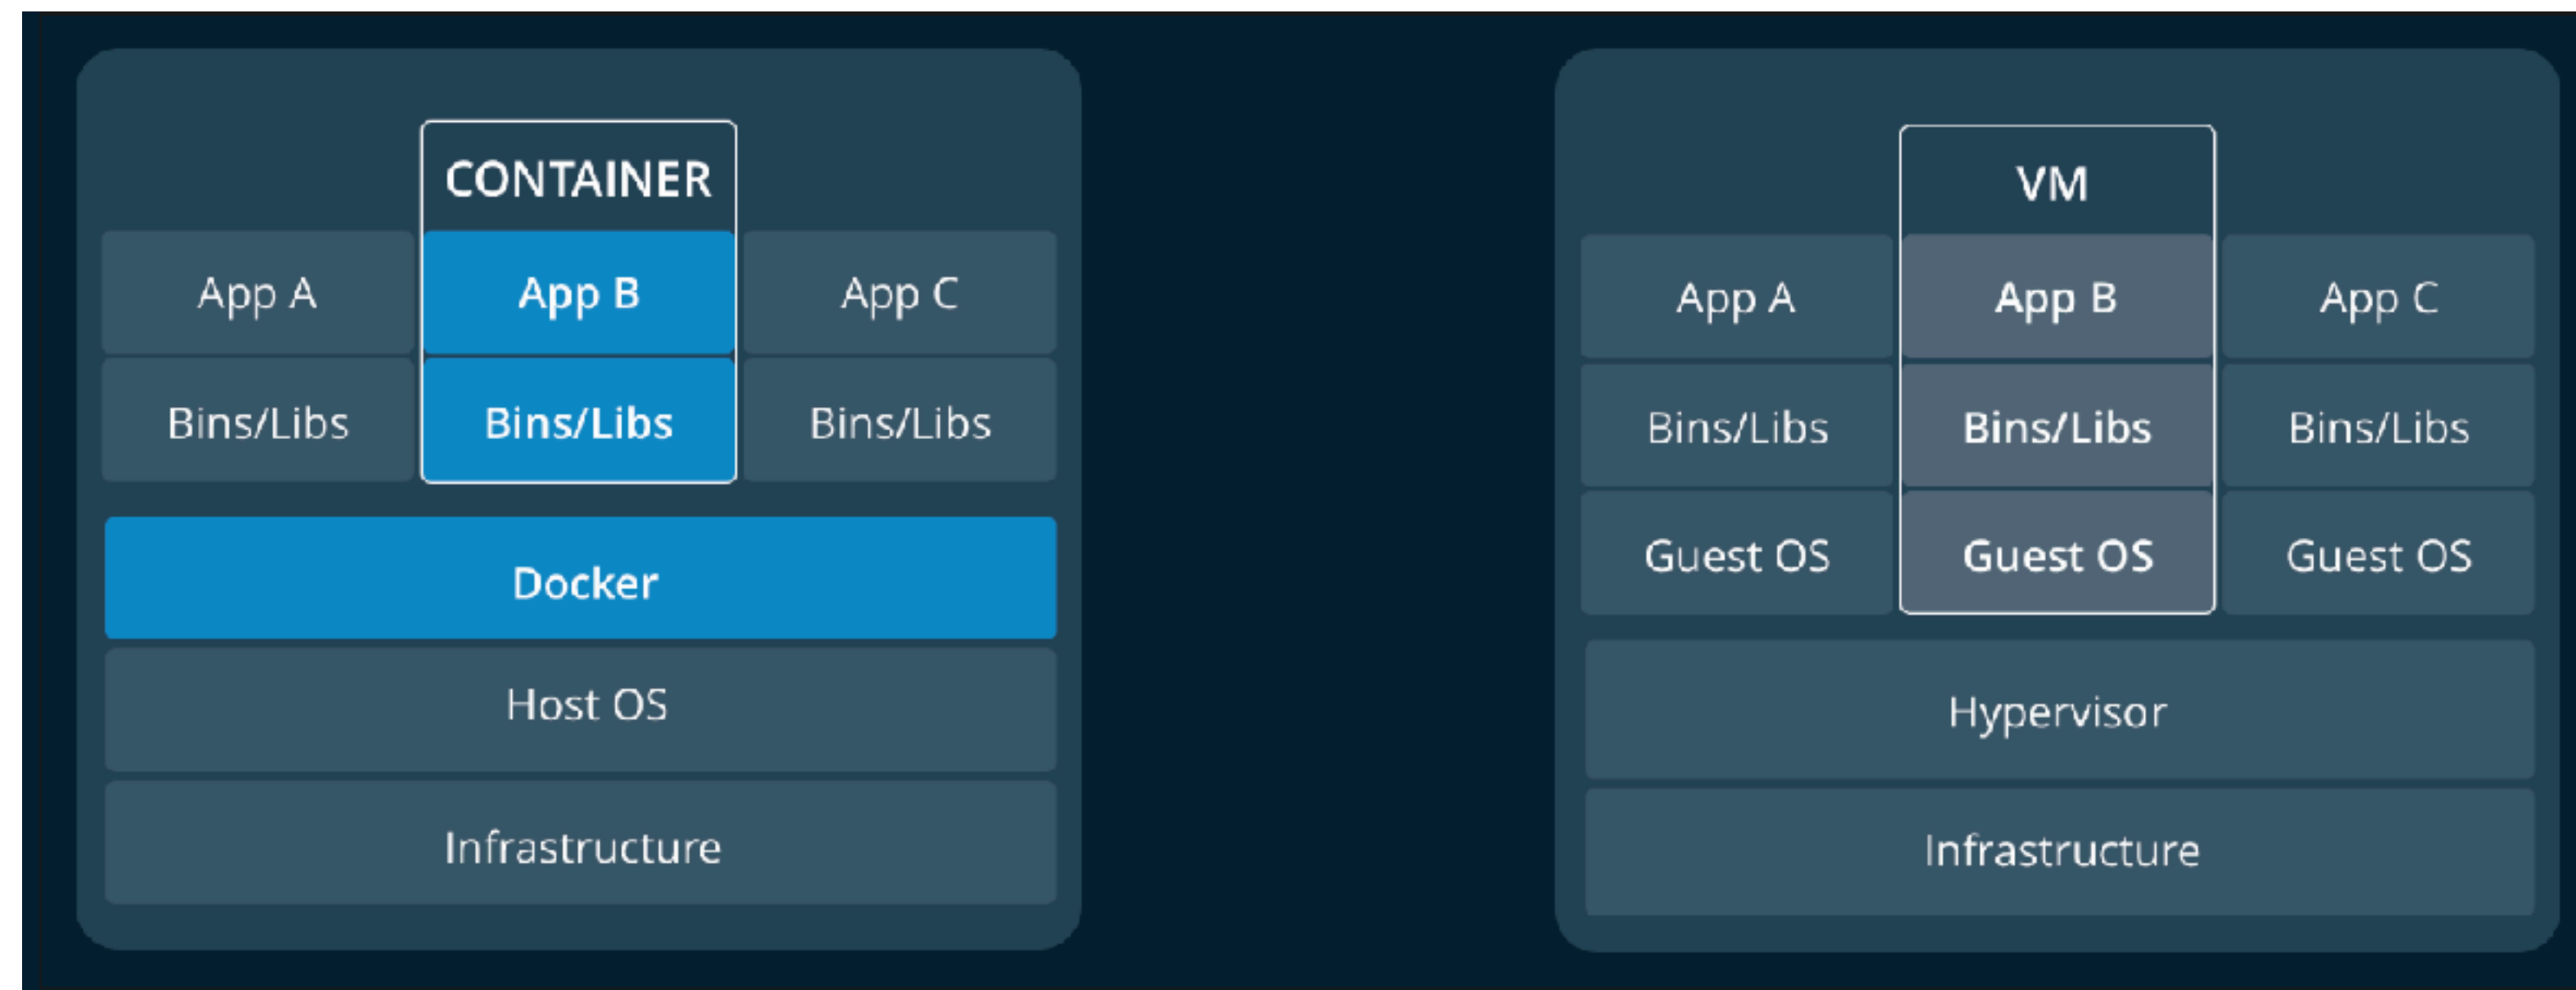 CONTAINER
App A App B App C
Bins/Libs Bins/Libs Bins/Libs
Docker
Host OS
Infrastructure
VM
App A App B App C
Bins/Libs Bins/Libs Bins/Libs
Guest OS Guest OS Guest OS
Hypervisor
Infrastructure